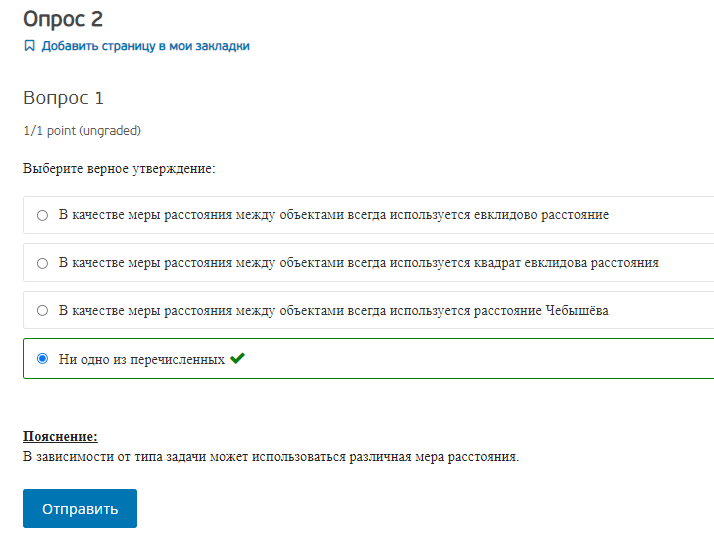 Опрос 2
Добавить страницу в мои закладки
Вопрос 1
1/1 point (ungraded)
Выберите верное утверждение:
В качестве меры расстояния между объектами всегда используется евклидово расстояние
В качестве меры расстояния между объектами всегда используется квадрат евклидова расстояния
В качестве меры расстояния между объектами всегда используется расстояние Чебышёва
Ни одно из перечисленных
Пояснение:
В зависимости от типа задачи может использоваться различная мера расстояния.
Отправить